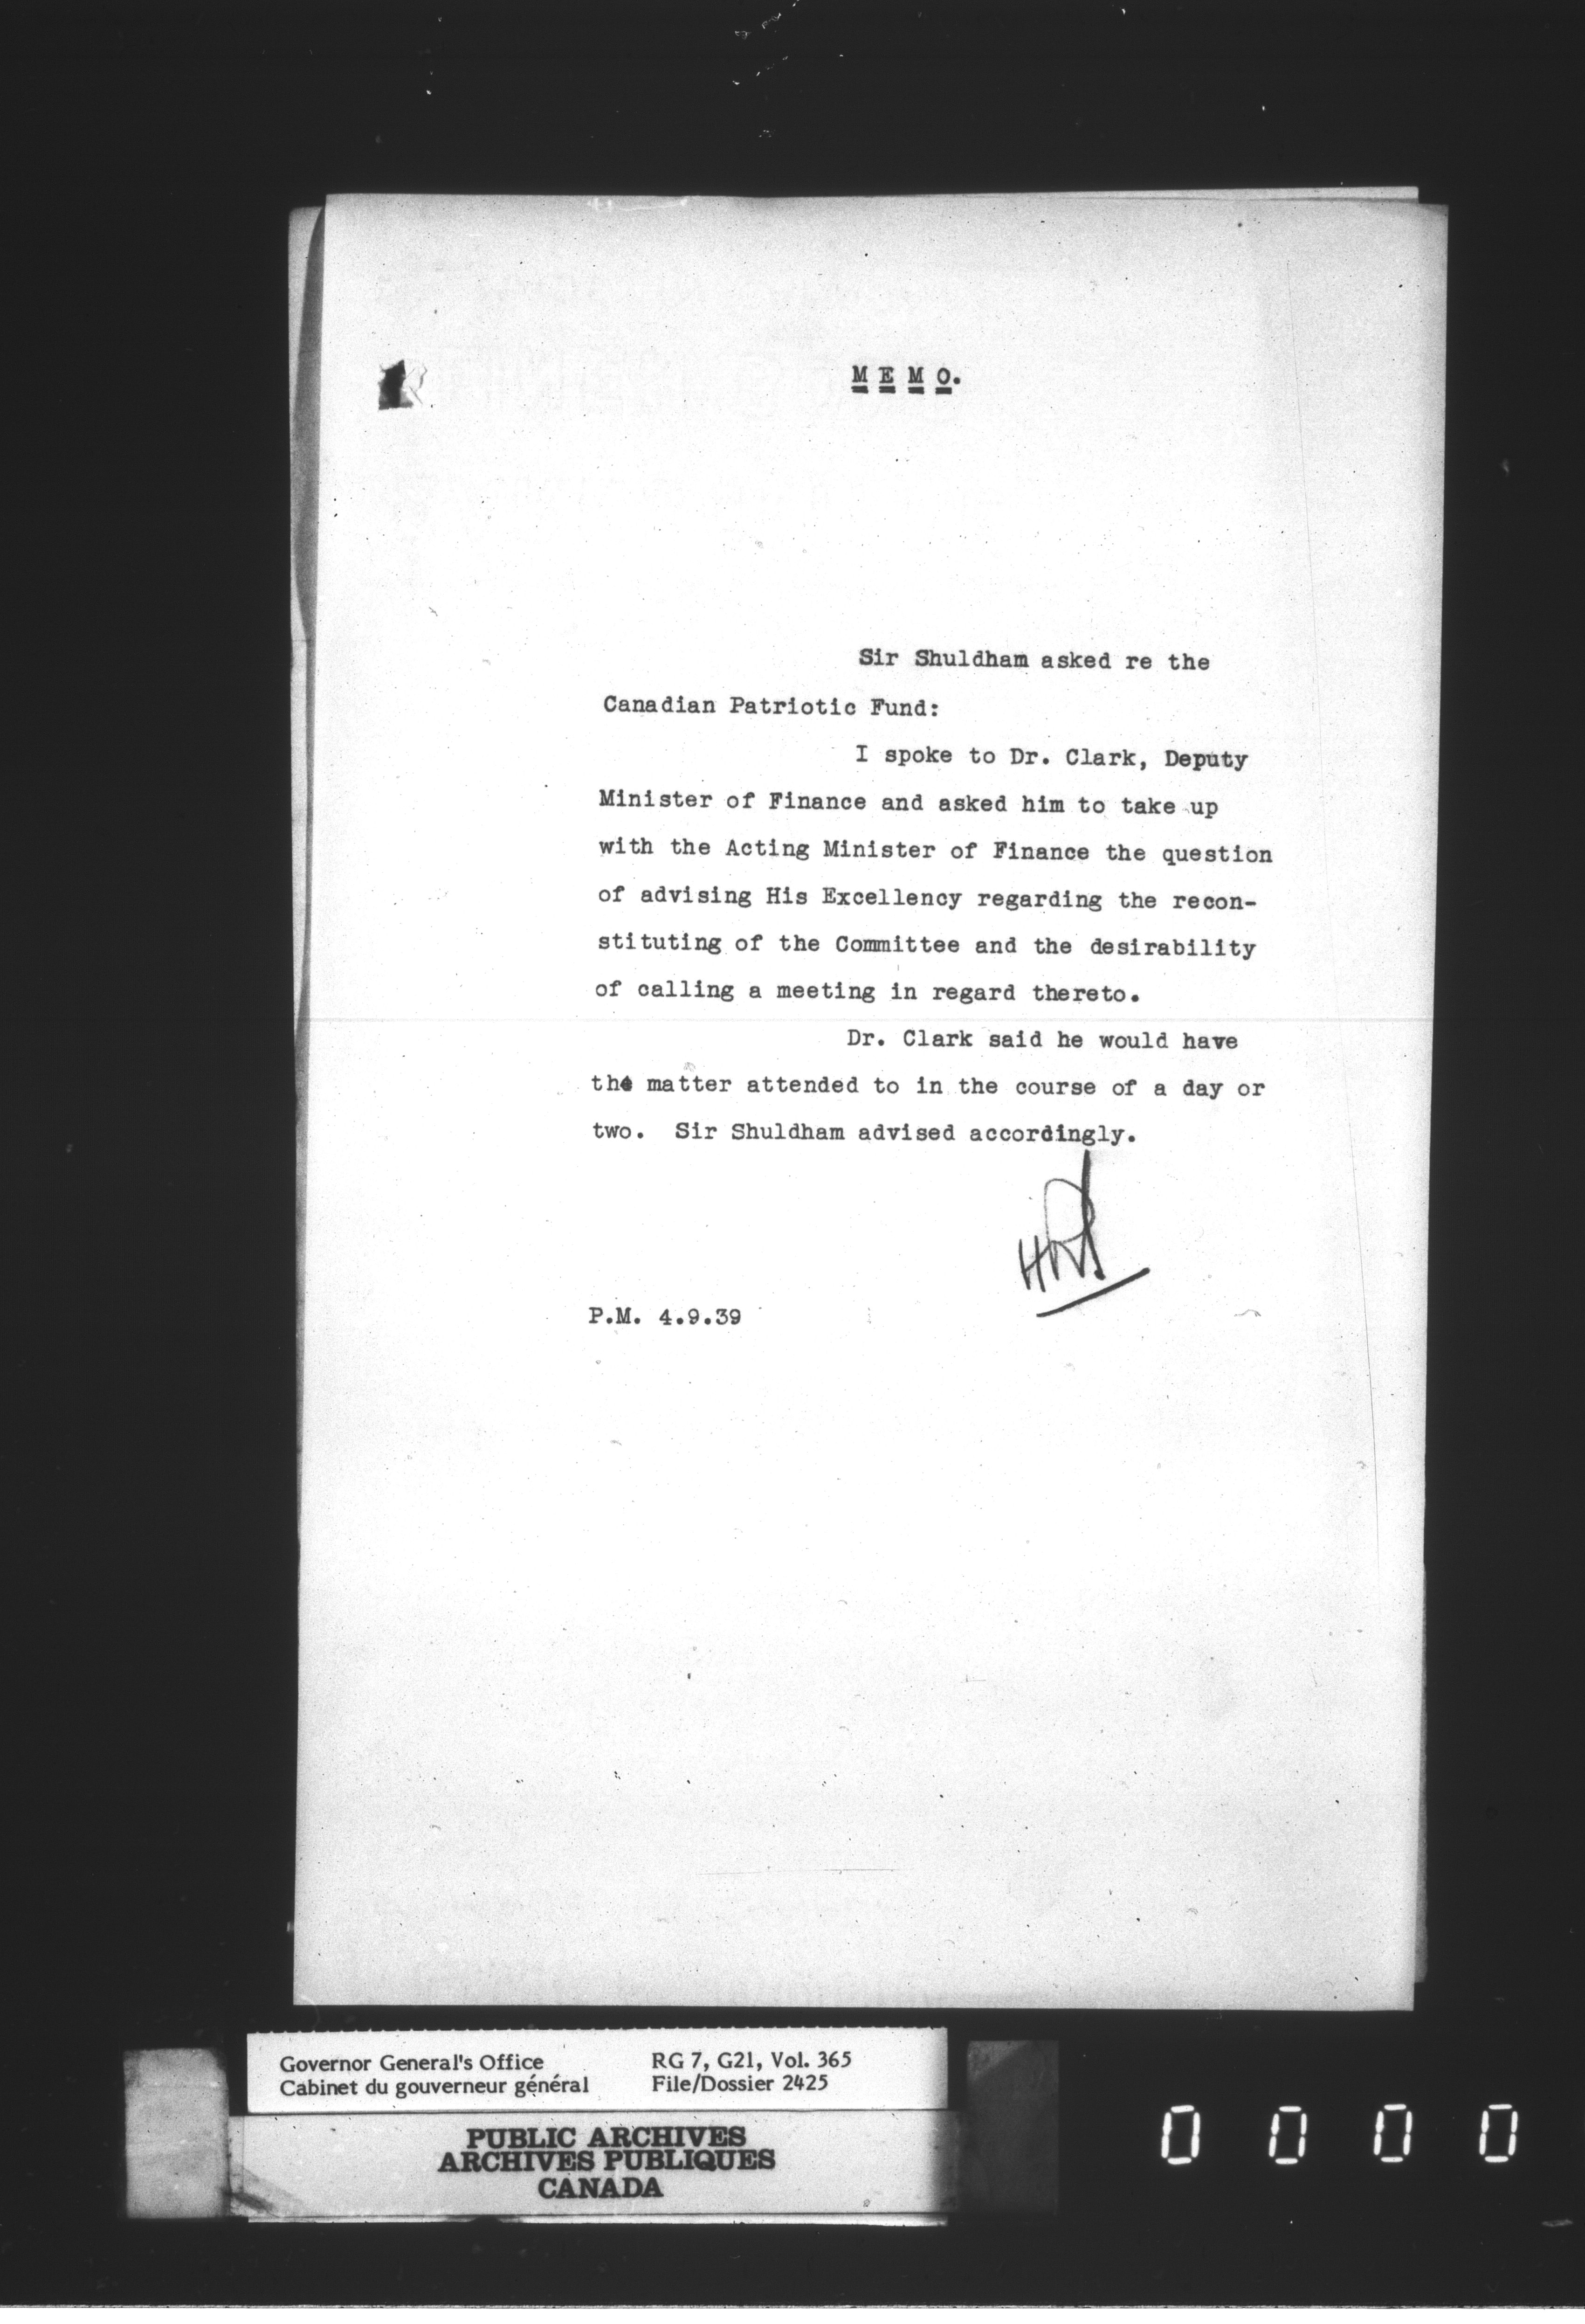 M E M O.
Sir Shuldham asked re the
Canadian Patriotic Fund:
I spoke to Dr. Clark, Deputy
Minister of Finance and asked him to take up
with the Acting Minister of Finance the question
of advising His Excellency regarding the recon-
stituting of the Committee and the desirability
of calling a meeting in regard thereto.
Dr. Clark said he would have
the matter attended to in the course of a day or
two. Sir Shuldham advised accordingly.
P.M. 4.9.39
Governor General's Office RG 7, G21, Vol. 365
Cabinet du gouverneur général File/Dossier 2425
PUBLIC ARCHIVES
ARCHIVES PUBLIQUES
CANADA
0 0 0 0